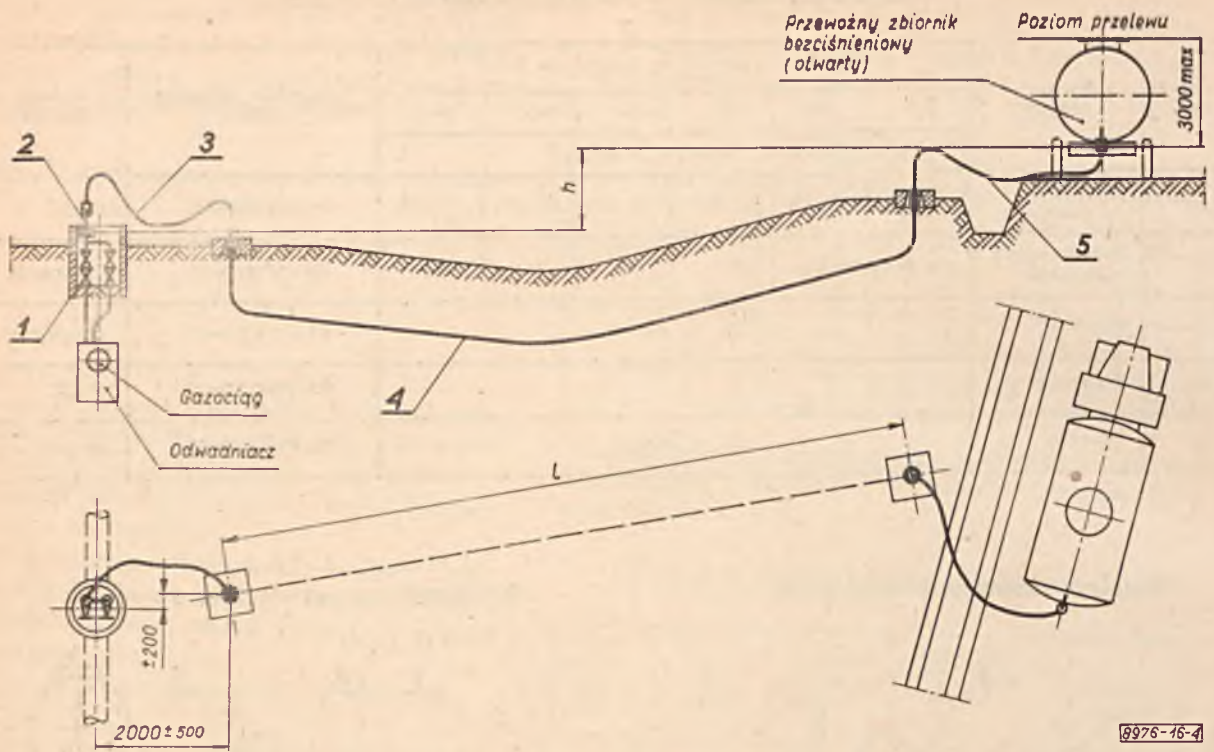 Przewoźny zbiornik
bezciśnieniowy
(otwarty)
Poziom przelewu
3000 max
2
3
h
5
1
4
Gazociąg
Odwadniacz
l
±200
2000±500
8976-16-4